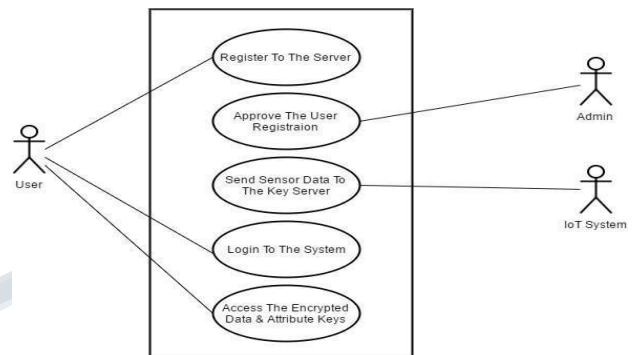 Register To The Server
Approve The User
Registraion
Admin
User
Send Sensor Data To
The Key Server
IoT System
Login To The System
Access The Encrypted
Data & Attribute Keys